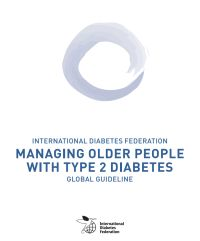 INTERNATIONAL DIABETES FEDERATION
MANAGING OLDER PEOPLE
WITH TYPE 2 DIABETES
GLOBAL GUIDELINE
International
Diabetes
Federation